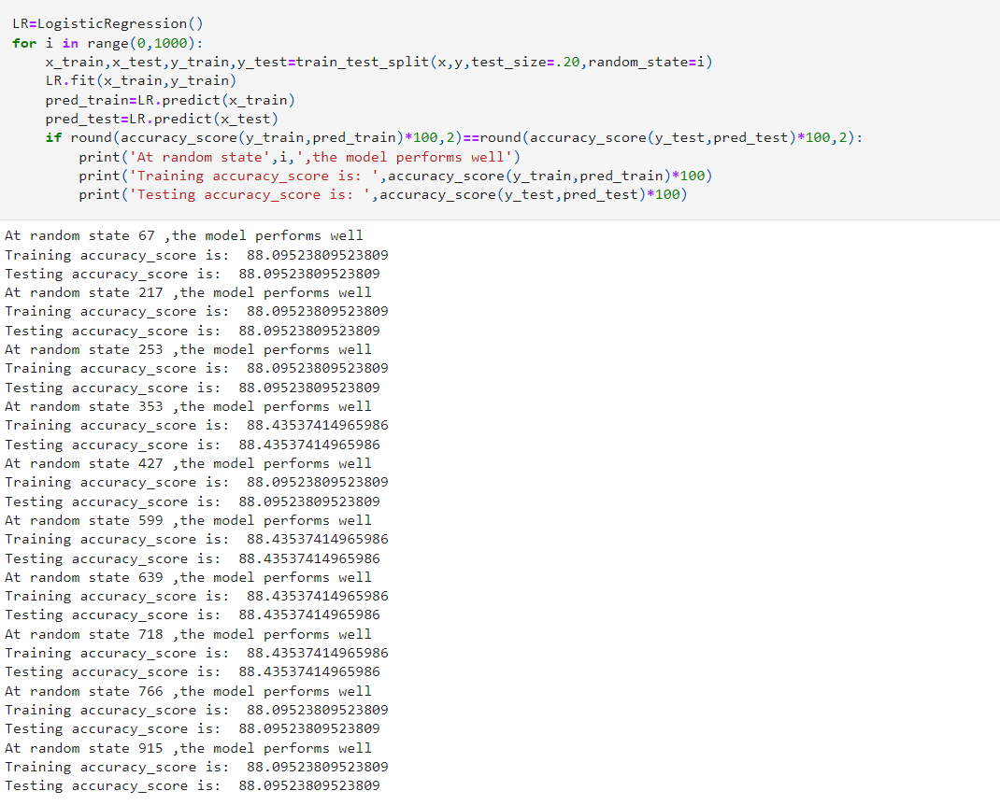 LR=LogisticRegression()
for i in range(0,1000):
    x_train,x_test,y_train,y_test=train_test_split(x,y,test_size=.20,random_state=i)
    LR.fit(x_train,y_train)
    pred_train=LR.predict(x_train)
    pred_test=LR.predict(x_test)
    if round(accuracy_score(y_train,pred_train)*100,2)==round(accuracy_score(y_test,pred_test)*100,2):
        print('At random state',i,',the model performs well')
        print('Training accuracy_score is: ',accuracy_score(y_train,pred_train)*100)
        print('Testing accuracy_score is: ',accuracy_score(y_test,pred_test)*100)
At random state 67 ,the model performs well
Training accuracy_score is:  88.09523809523809
Testing accuracy_score is:  88.09523809523809
At random state 217 ,the model performs well
Training accuracy_score is:  88.09523809523809
Testing accuracy_score is:  88.09523809523809
At random state 253 ,the model performs well
Training accuracy_score is:  88.09523809523809
Testing accuracy_score is:  88.09523809523809
At random state 353 ,the model performs well
Training accuracy_score is:  88.43537414965986
Testing accuracy_score is:  88.43537414965986
At random state 427 ,the model performs well
Training accuracy_score is:  88.09523809523809
Testing accuracy_score is:  88.09523809523809
At random state 599 ,the model performs well
Training accuracy_score is:  88.43537414965986
Testing accuracy_score is:  88.43537414965986
At random state 639 ,the model performs well
Training accuracy_score is:  88.43537414965986
Testing accuracy_score is:  88.43537414965986
At random state 718 ,the model performs well
Training accuracy_score is:  88.43537414965986
Testing accuracy_score is:  88.43537414965986
At random state 766 ,the model performs well
Training accuracy_score is:  88.09523809523809
Testing accuracy_score is:  88.09523809523809
At random state 915 ,the model performs well
Training accuracy_score is:  88.09523809523809
Testing accuracy_score is:  88.09523809523809